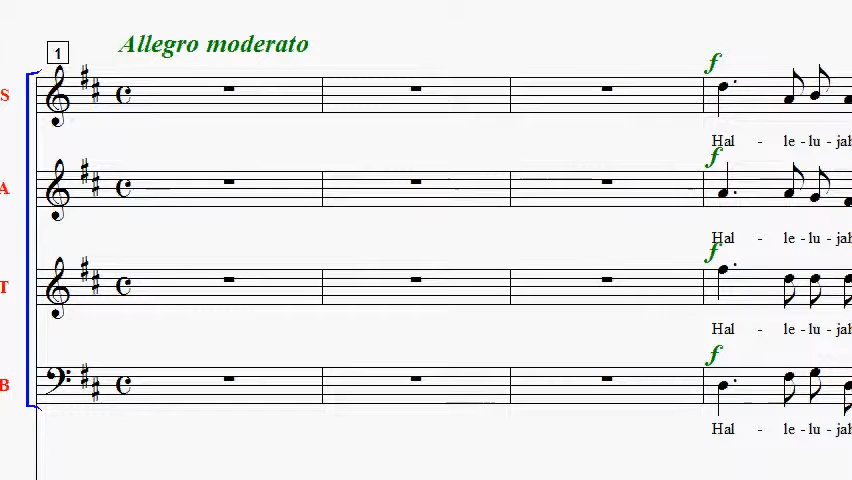 Allegro moderato
1
f
S
Hal - le - lu - jah
f
A
Hal - le - lu - jah
f
T
Hal - le - lu - jah
f
B
Hal - le - lu - jah